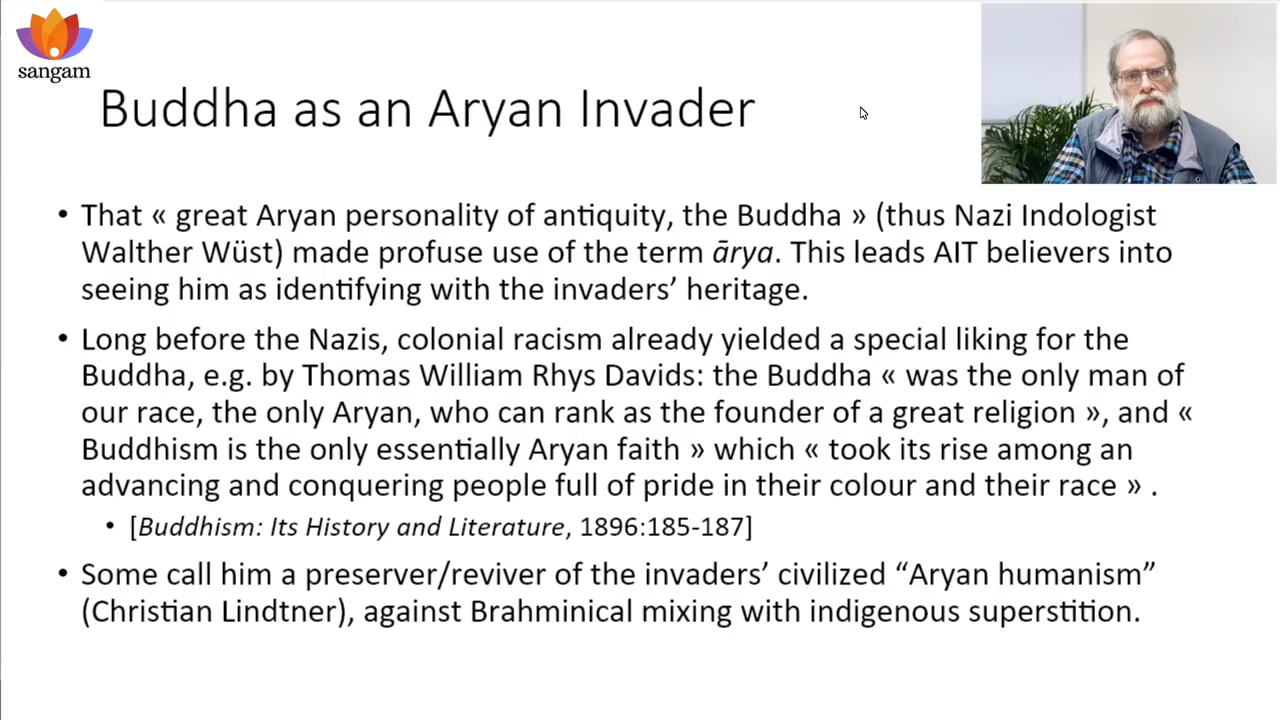 sangam
Buddha as an Aryan Invader
• That « great Aryan personality of antiquity, the Buddha » (thus Nazi Indologist
Walther Wüst) made profuse use of the term ārya. This leads AIT believers into
seeing him as identifying with the invaders’ heritage.
• Long before the Nazis, colonial racism already yielded a special liking for the
Buddha, e.g. by Thomas William Rhys Davids: the Buddha « was the only man of
our race, the only Aryan, who can rank as the founder of a great religion », and «
Buddhism is the only essentially Aryan faith » which « took its rise among an
advancing and conquering people full of pride in their colour and their race » .
• [Buddhism: Its History and Literature, 1896:185-187]
• Some call him a preserver/reviver of the invaders’ civilized “Aryan humanism”
(Christian Lindtner), against Brahminical mixing with indigenous superstition.